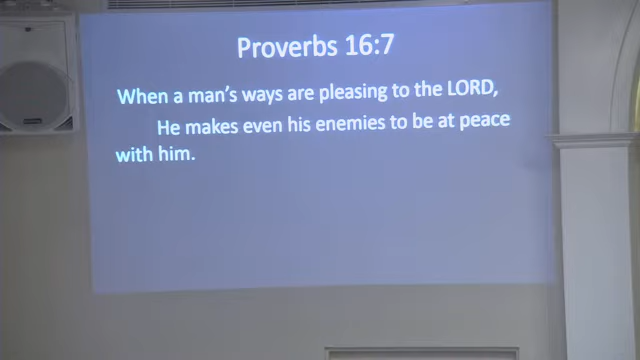 Proverbs 16:7
When a man’s ways are pleasing to the LORD,
He makes even his enemies to be at peace
with him.